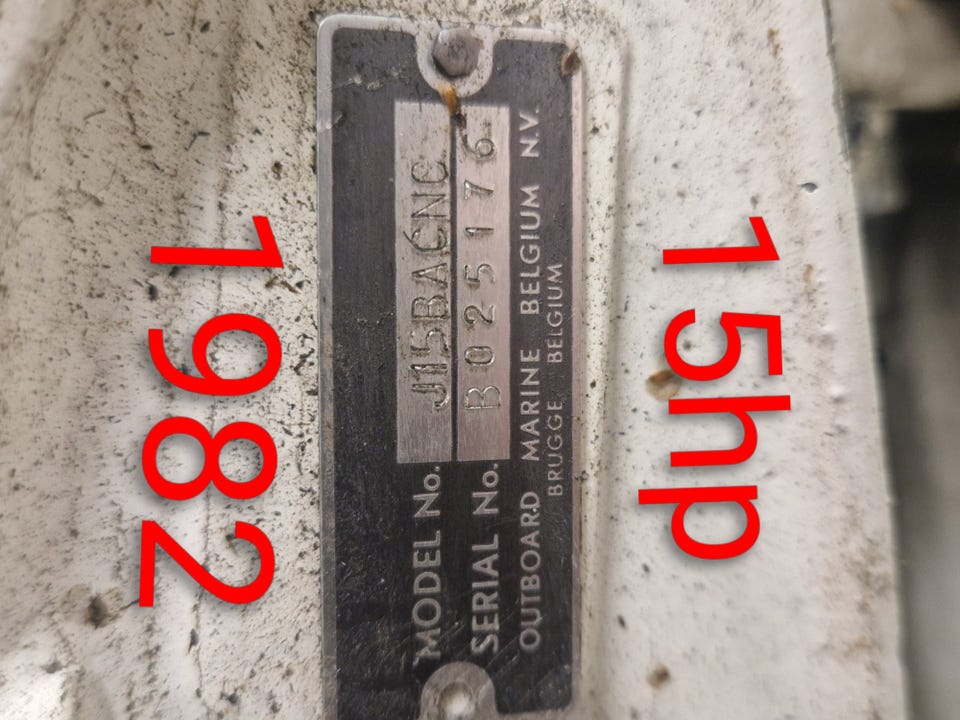 1982
MODEL No. J15BACNC
SERIAL No. B025176
OUTBOARD MARINE BELGIUM N.V.
BRUGGE BELGIUM
15hp